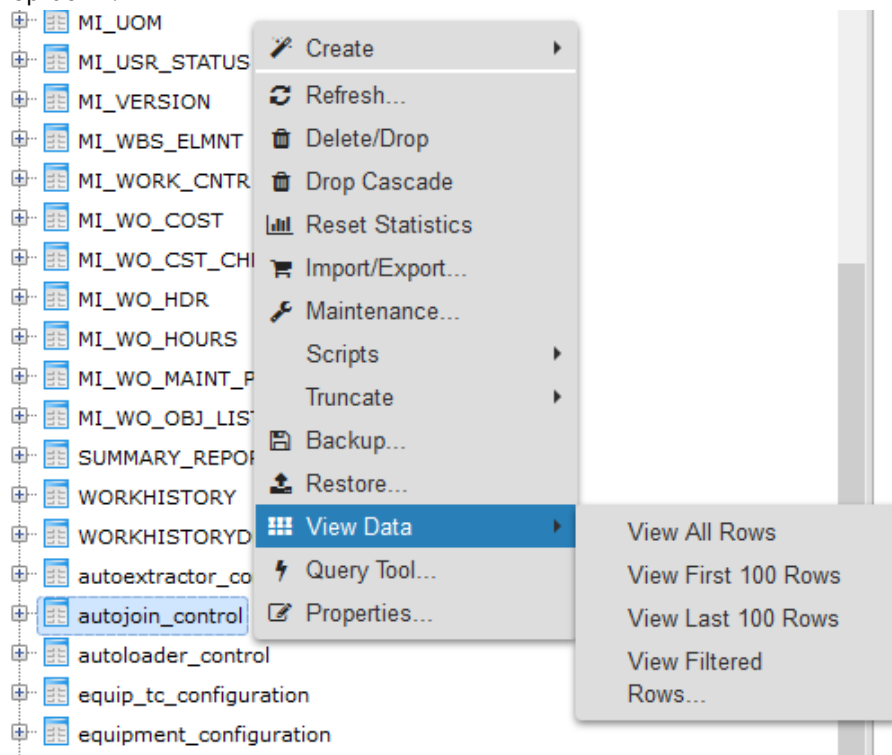 MI_UOM
MI_USR_STATUS
MI_VERSION
MI_WBS_ELMNT
MI_WORK_CNTR
MI_WO_COST
MI_WO_CST_CH
MI_WO_HDR
MI_WO_HOURS
MI_WO_MAINT_P
MI_WO_OBJ_LIST
SUMMARY_REPOR
WORKHISTORY
WORKHISTORYD
autoextractor_co
autojoin_control
autoloader_control
equip_tc_configuration
equipment_configuration
Create
Refresh...
Delete/Drop
Drop Cascade
Reset Statistics
Import/Export...
Maintenance...
Scripts
Truncate
Backup...
Restore...
View Data
Query Tool...
Properties...
View All Rows
View First 100 Rows
View Last 100 Rows
View Filtered
Rows...